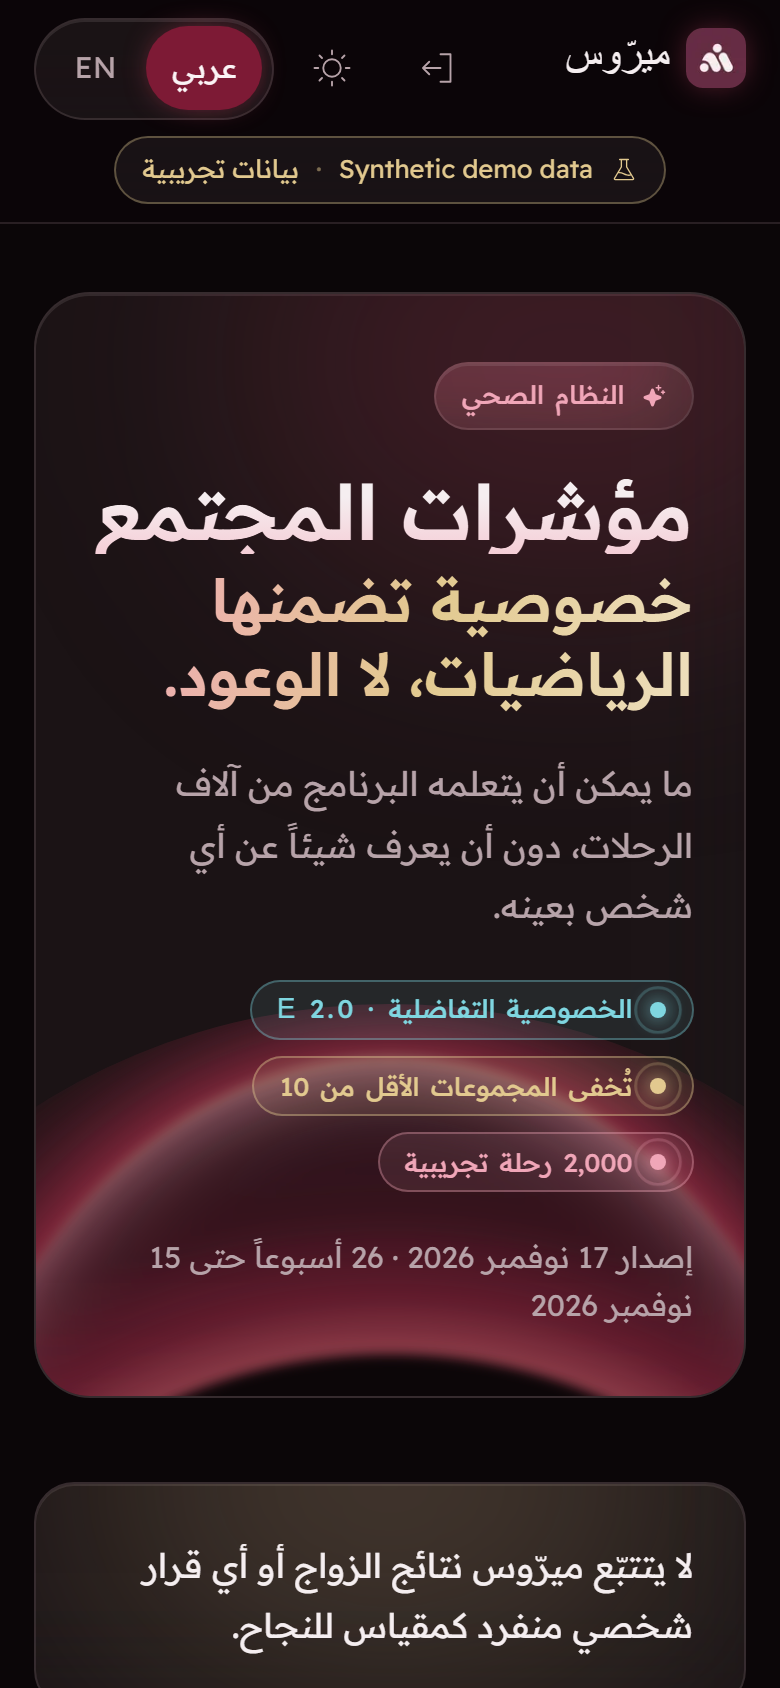 ميرّوس
عربي
EN
Synthetic demo data · بيانات تجريبية
النظام الصحي
مؤشرات المجتمع
خصوصية تضمنها
الرياضيات، لا الوعود.
ما يمكن أن يتعلمه البرنامج من آلاف
الرحلات، دون أن يعرف شيئاً عن أي
شخص بعينه.
الخصوصية التفاضلية · 2.0 Ε
تُخفى المجموعات الأقل من 10
2,000 رحلة تجريبية
إصدار 17 نوفمبر 2026 · 26 أسبوعاً حتى 15
نوفمبر 2026
لا يتتبّع ميرّوس نتائج الزواج أو أي قرار
شخصي منفرد كمقياس للنجاح.